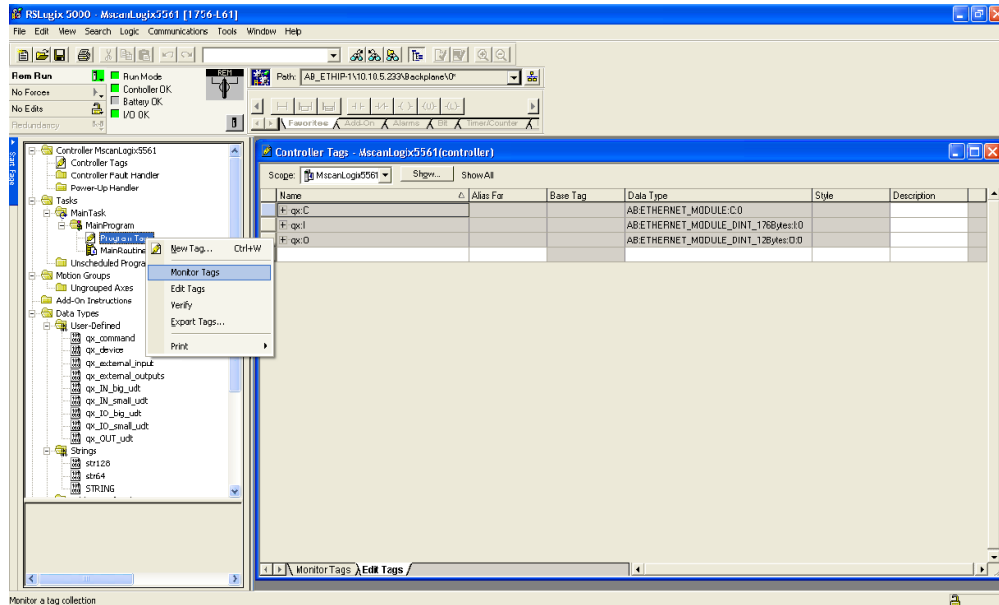 RSLogix 5000 - MscanLogix5561 [1756-L61]
File Edit View Search Logic Communications Tools Window Help
Rem Run Run Mode REM Path: AB_ETHIP-1\10.10.5.233\Backplane\0*
No Forces Controller OK
Battery OK
No Edits I/O OK
Redundancy
Favorites Add-On Alarms Bit Timer/Counter
Start Page
Controller MscanLogix5561
Controller Tags
Controller Fault Handler
Power-Up Handler
Tasks
MainTask
MainProgram
Program Tags
MainRoutine
Unscheduled Progra
Motion Groups
Ungrouped Axes
Add-On Instructions
Data Types
User-Defined
qx_command
qx_device
qx_external_input
qx_external_outputs
qx_IN_big_udt
qx_IN_small_udt
qx_IO_big_udt
qx_IO_small_udt
qx_OUT_udt
Strings
str128
str64
STRING
New Tag... Ctrl+W
Monitor Tags
Edit Tags
Verify
Export Tags...
Print
Controller Tags - MscanLogix5561(controller)
Scope: MscanLogix5561 Show... Show All
Name Alias For Base Tag Data Type Style Description
qx:C AB:ETHERNET_MODULE:C:0
qx:I AB:ETHERNET_MODULE_DINT_176Bytes:I:0
qx:O AB:ETHERNET_MODULE_DINT_12Bytes:O:0
Monitor Tags Edit Tags
Monitor a tag collection